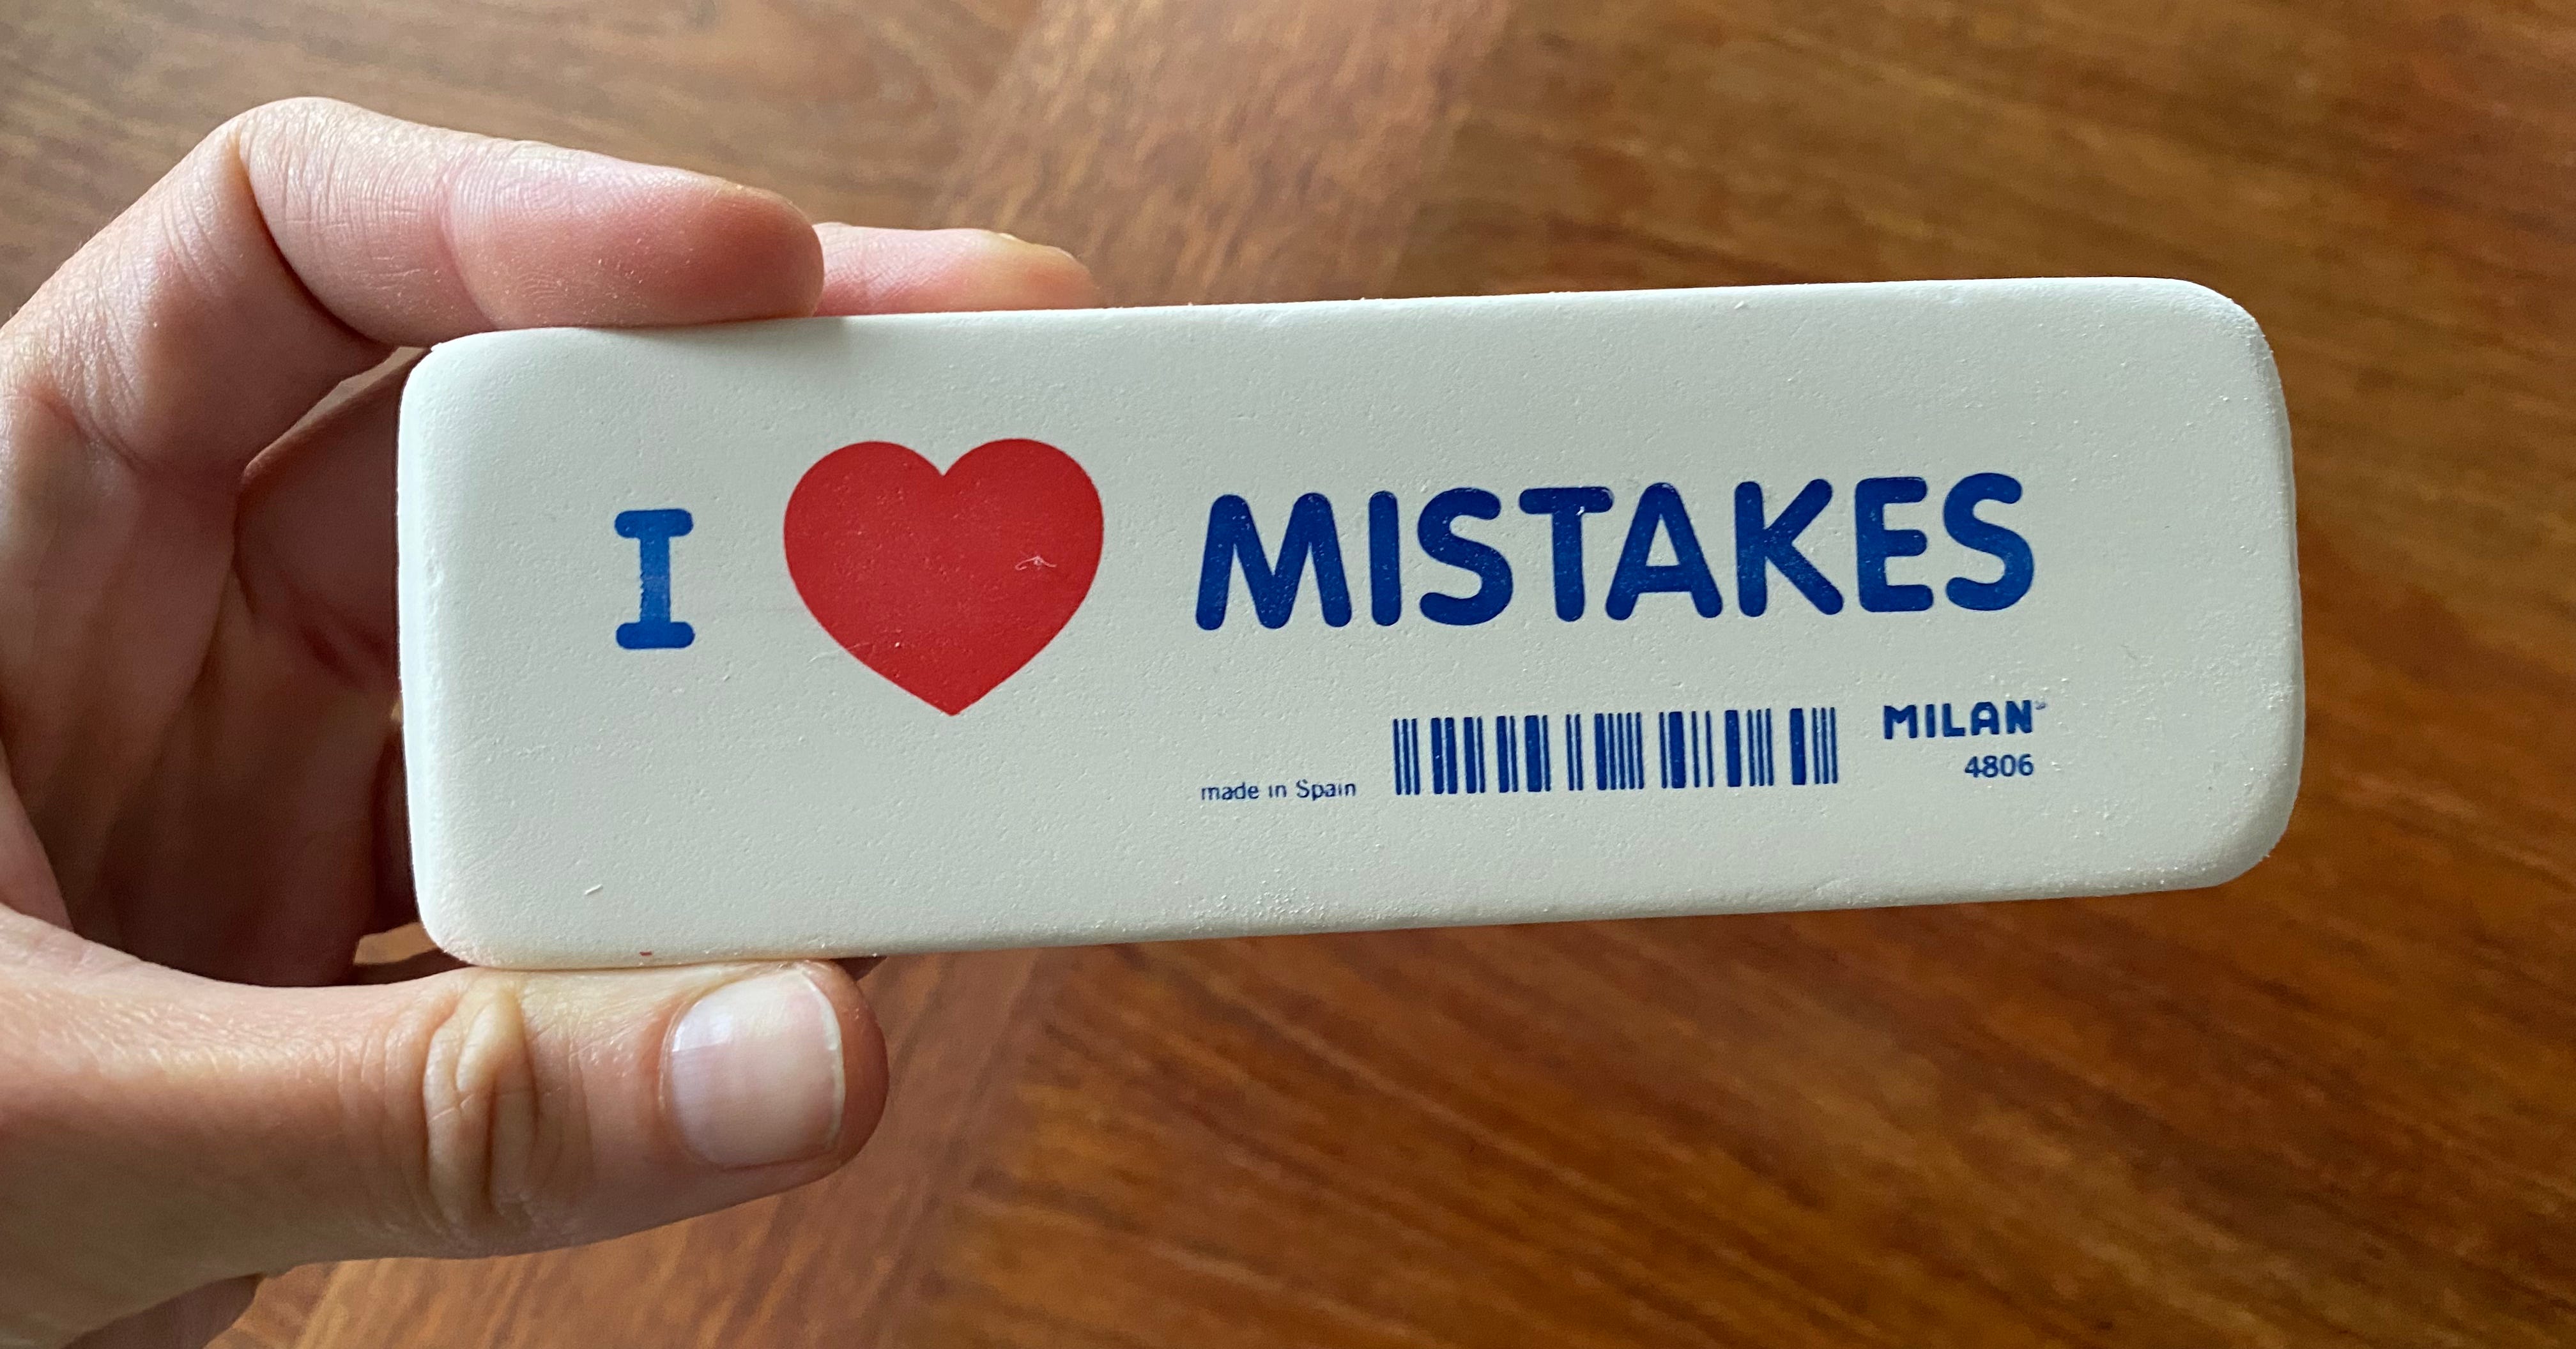 I ❤ MISTAKES
made in Spain
MILAN®
4806